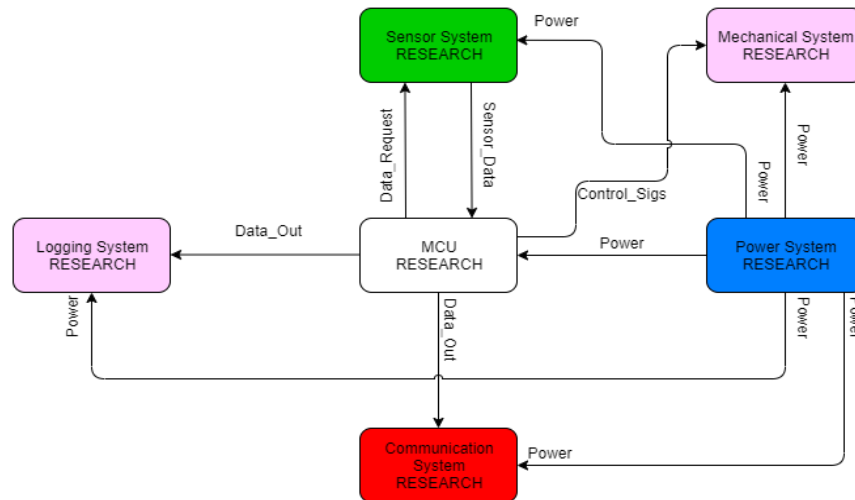 Sensor System
RESEARCH
Power
Mechanical System
RESEARCH
Data_Request
Sensor_Data
Power
Power
Control_Sigs
Logging System
RESEARCH
Data_Out
MCU
RESEARCH
Power
Power System
RESEARCH
Power
Data_Out
Power
Power
Communication
System
RESEARCH
Power